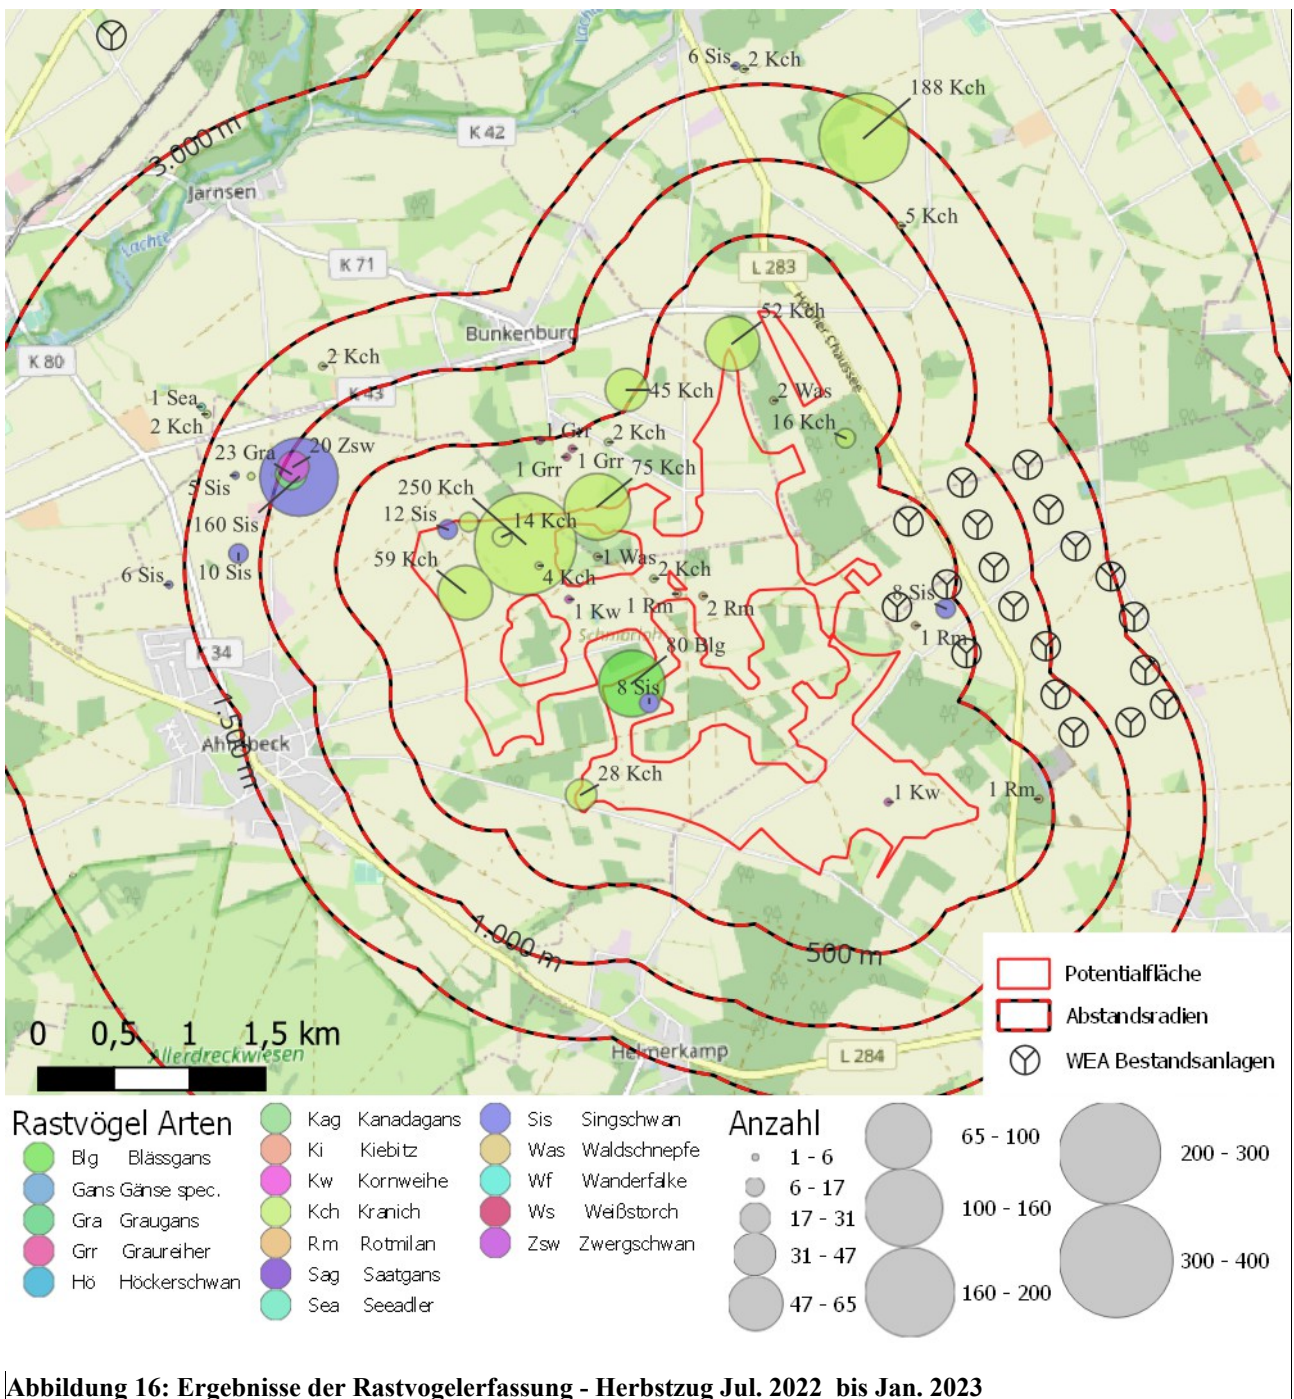 6 Sis
2 Kch
188 Kch
K 42
3.000 m
Jarnsen
Lachte
5 Kch
K 71
L 283
Bunkenburg
52 Kch
K 80
2 Kch
K 43
45 Kch
2 Was
1 Sea
2 Kch
16 Kch
1 Grr
2 Kch
23 Gra
20 Zsw
1 Grr
1 Grr
75 Kch
5 Sis
250 Kch
160 Sis
12 Sis
14 Kch
59 Kch
1 Was
10 Sis
6 Sis
4 Kch
2 Kch
8 Sis
1 Kw
1 Rm
2 Rm
Schmarloh
1 Rm
K 34
80 Blg
8 Sis
1.500 m
Ahnsbeck
28 Kch
1 Kw
1 Rm
1.000 m
500 m
Potentialfläche
Abstandsradien
WEA Bestandsanlagen
0 0,5 1 1,5 km
Allerdreckwiesen
Helmerkamp
L 284
Rastvögel Arten
Blg Blässgans
Gans Gänse spec.
Gra Graugans
Grr Graureiher
Hö Höckerschwan
Kag Kanadagans
Ki Kiebitz
Kw Kornweihe
Kch Kranich
Rm Rotmilan
Sag Saatgans
Sea Seeadler
Sis Singschwan
Was Waldschnepfe
Wf Wanderfalke
Ws Weißstorch
Zsw Zwergschwan
Anzahl
1 - 6
6 - 17
17 - 31
31 - 47
47 - 65
65 - 100
100 - 160
160 - 200
200 - 300
300 - 400
Abbildung 16: Ergebnisse der Rastvogelerfassung - Herbstzug Jul. 2022 bis Jan. 2023